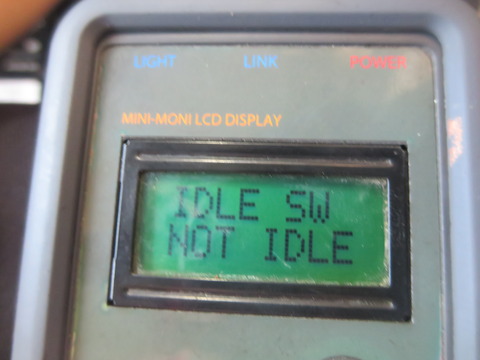 LIGHT LINK POWER
MINI-MONI LCD DISPLAY
IDLE SW
NOT IDLE